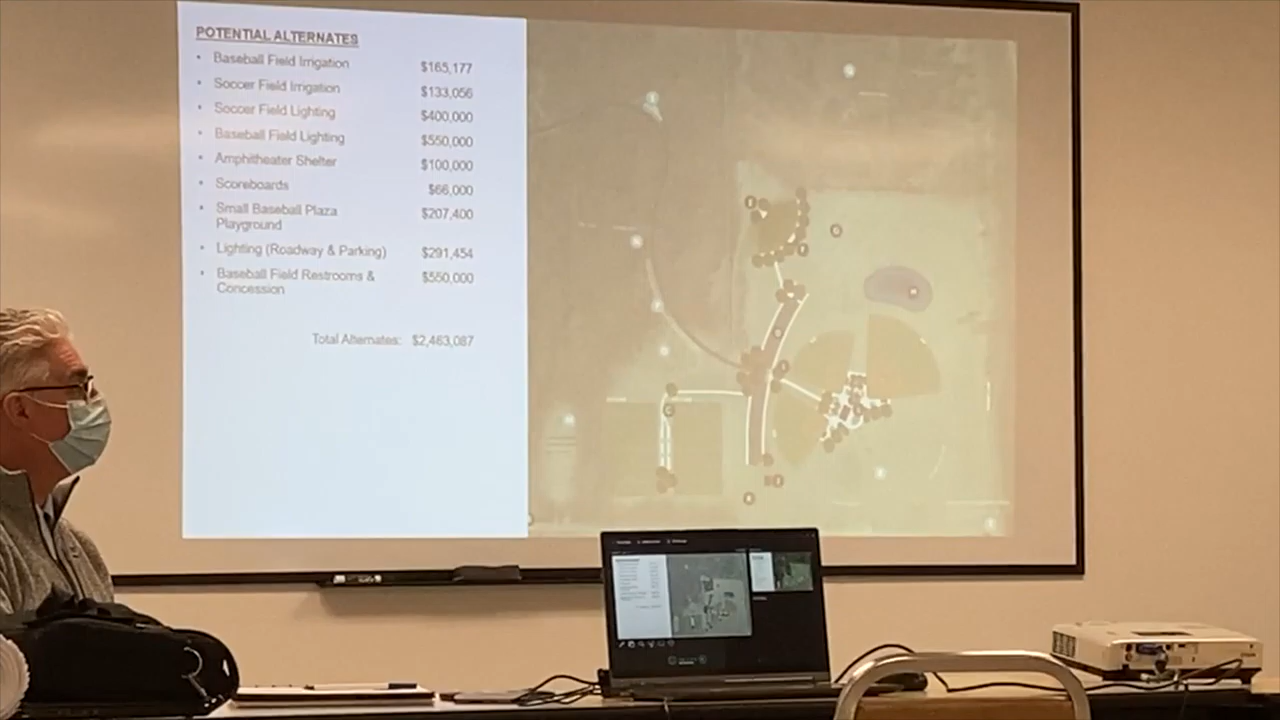 POTENTIAL ALTERNATES
• Baseball Field Irrigation $165,177
• Soccer Field Irrigation $133,056
• Soccer Field Lighting $400,000
• Baseball Field Lighting $550,000
• Amphitheater Shelter $100,000
• Scoreboards $66,000
• Small Baseball Plaza $207,400
Playground
• Lighting (Roadway & Parking) $291,454
• Baseball Field Restrooms & $550,000
Concession
Total Alternates: $2,463,087